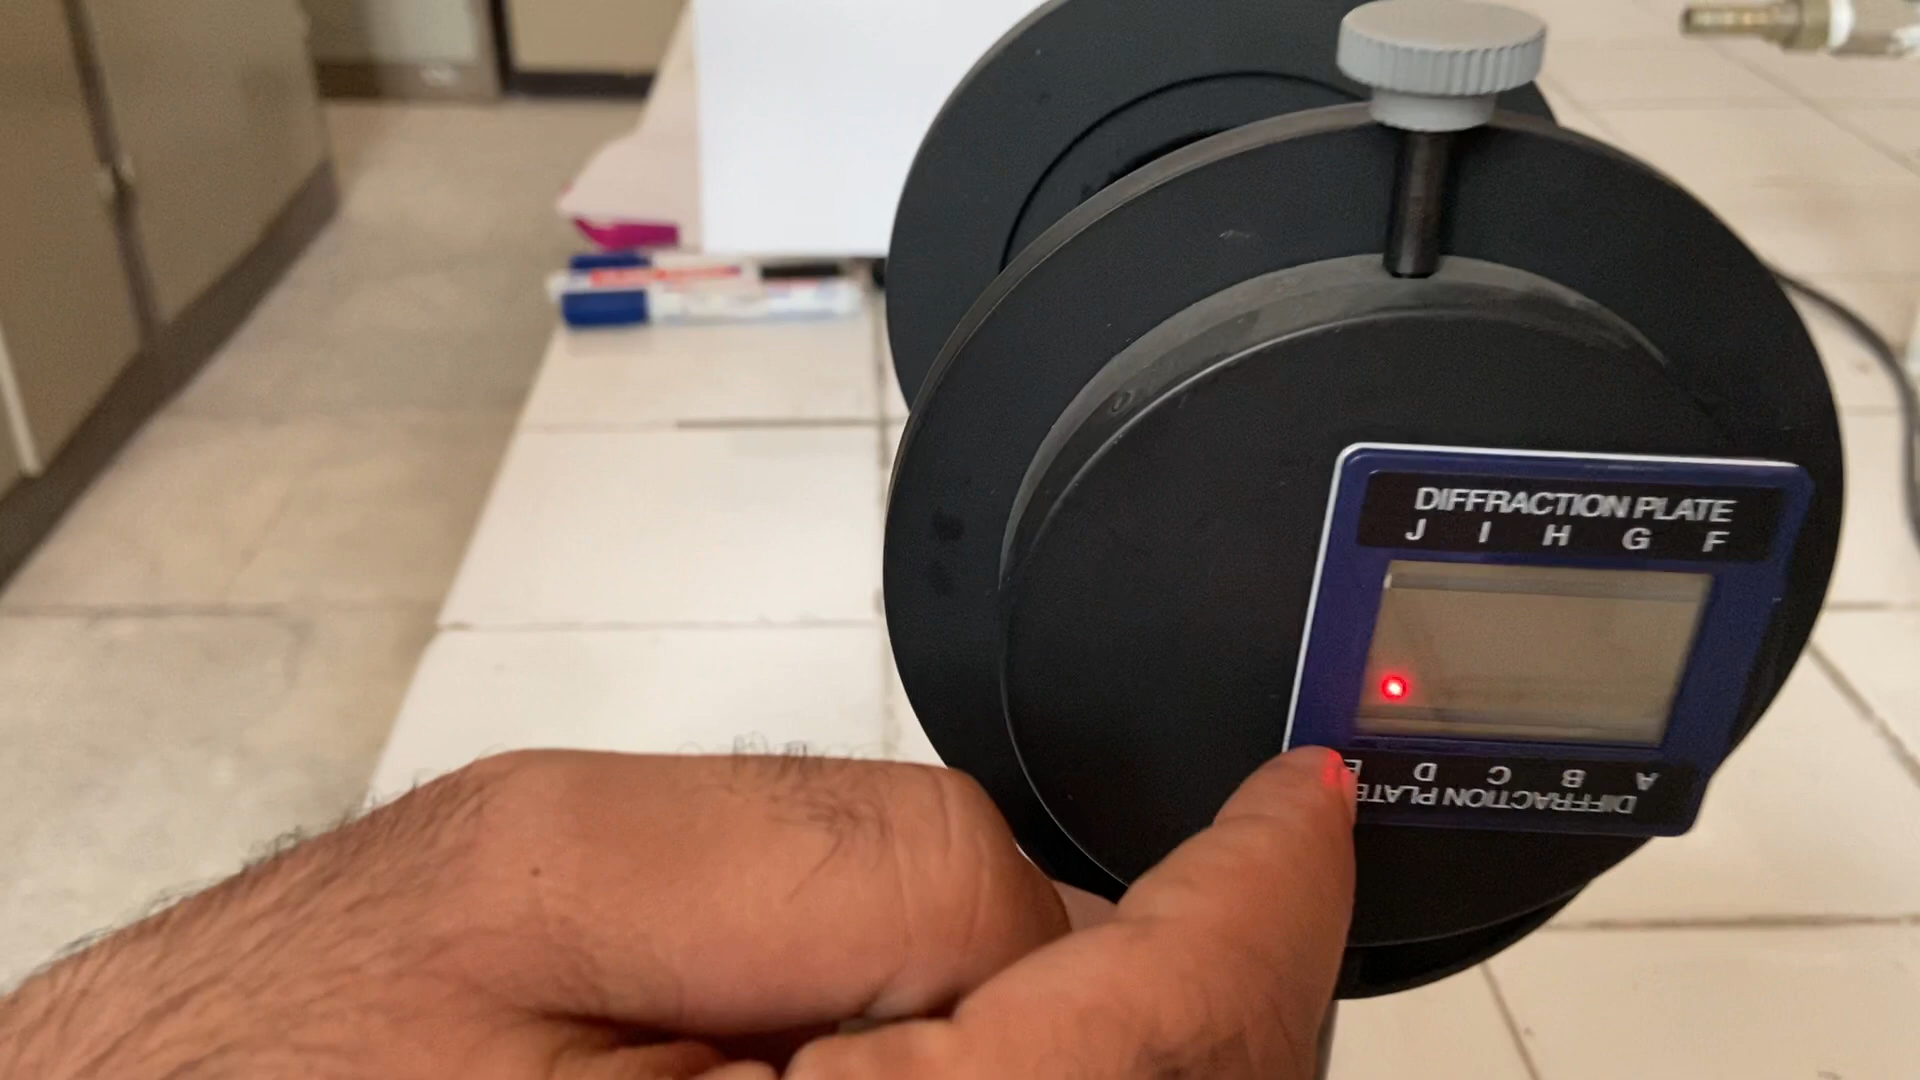 DIFFRACTION PLATE
J I H G F
E D C B A
DIFFRACTION PLATE